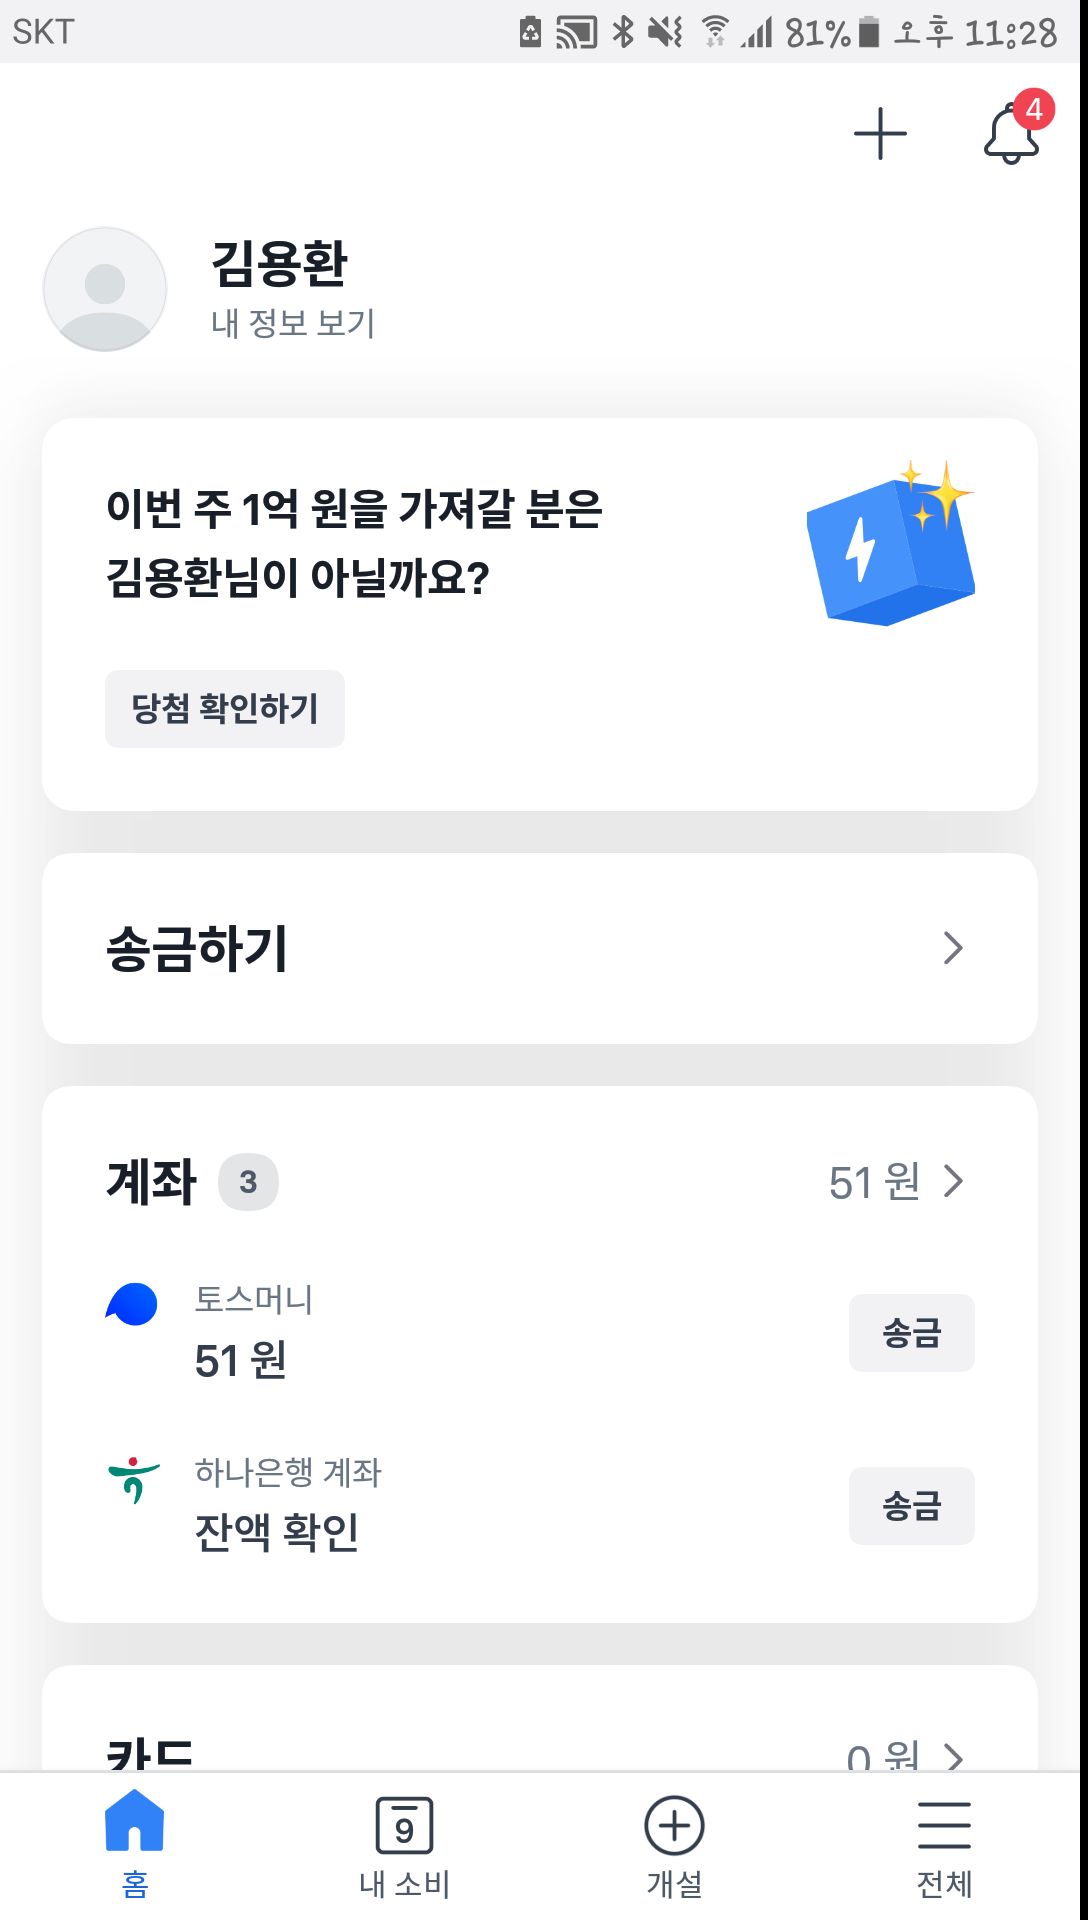 SKT 81% 오후 11:28
4
김용환
내 정보 보기
이번 주 1억 원을 가져갈 분은
김용환님이 아닐까요?
당첨 확인하기
송금하기
계좌 3 51 원
토스머니
51 원 송금
하나은행 계좌
잔액 확인 송금
카드 0 원
9
홈 내 소비 개설 전체